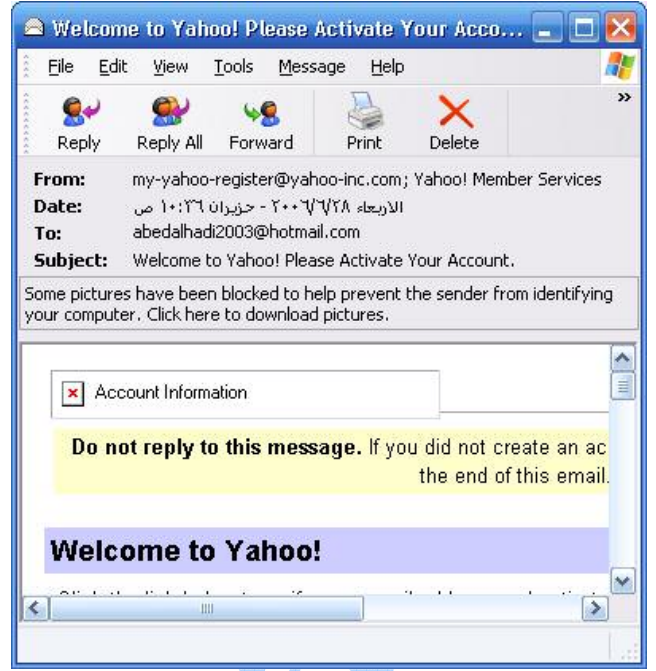 Welcome to Yahoo! Please Activate Your Acco...
File Edit View Tools Message Help
Reply Reply All Forward Print Delete »
From: my-yahoo-register@yahoo-inc.com; Yahoo! Member Services
Date: الاربعاء ٢٠٠٦/٦/٢٨ - حزيران ١٠:٢٦ ص
To: abedalhadi2003@hotmail.com
Subject: Welcome to Yahoo! Please Activate Your Account.
Some pictures have been blocked to help prevent the sender from identifying
your computer. Click here to download pictures.
Account Information
Do not reply to this message. If you did not create an ac
the end of this email.
Welcome to Yahoo!